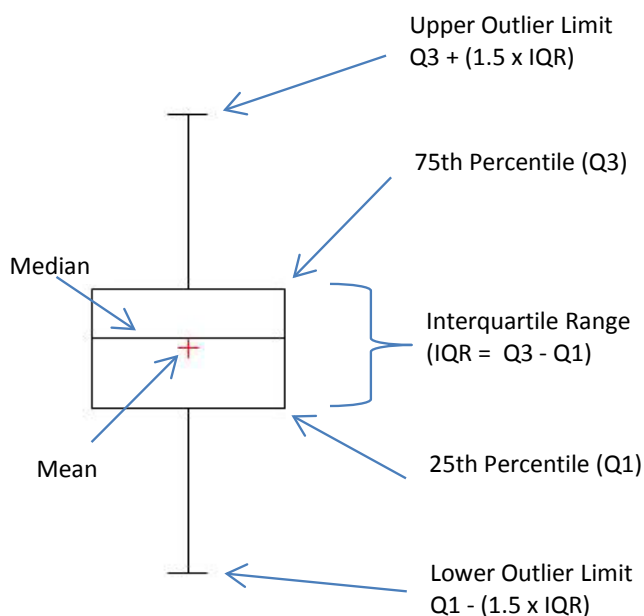 Upper Outlier Limit
Q3 + (1.5 x IQR)
75th Percentile (Q3)
Median
Interquartile Range
(IQR = Q3 - Q1)
Mean
25th Percentile (Q1)
Lower Outlier Limit
Q1 - (1.5 x IQR)